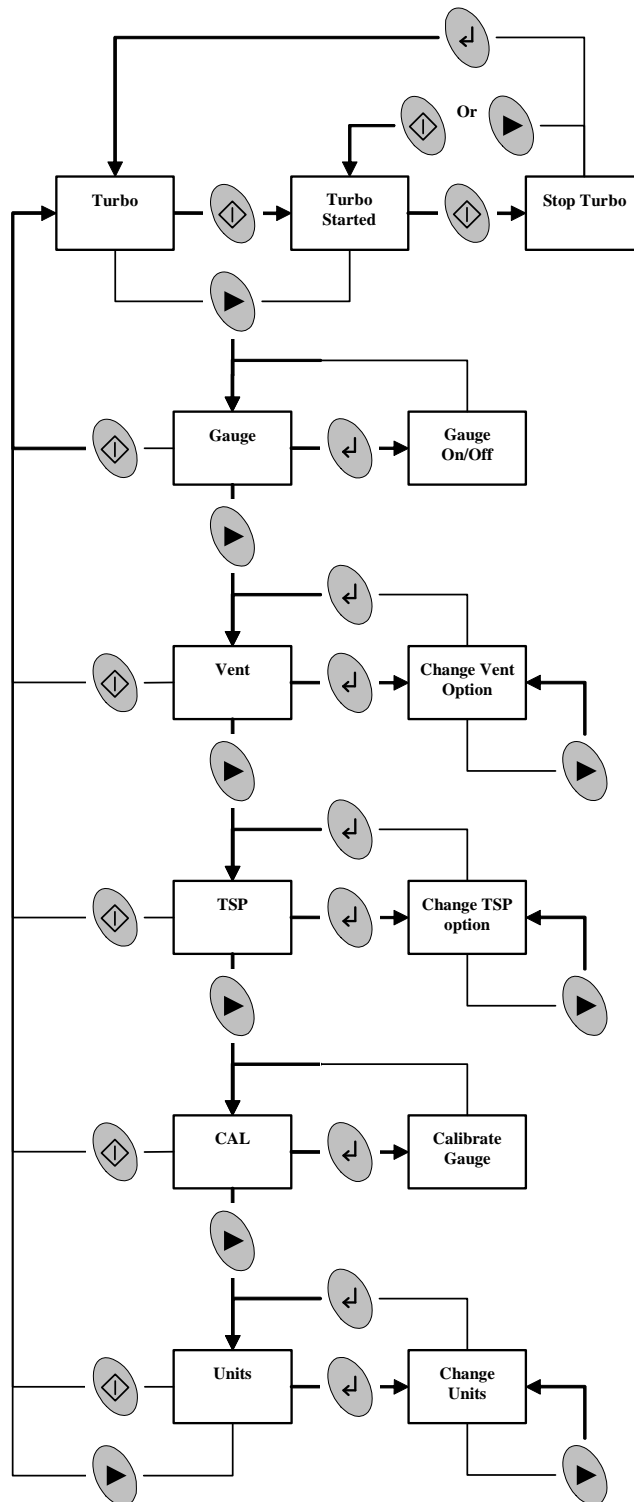 Or
Turbo
Turbo
Started
Stop Turbo
Gauge
Gauge
On/Off
Vent
Change Vent
Option
TSP
Change TSP
option
CAL
Calibrate
Gauge
Units
Change
Units